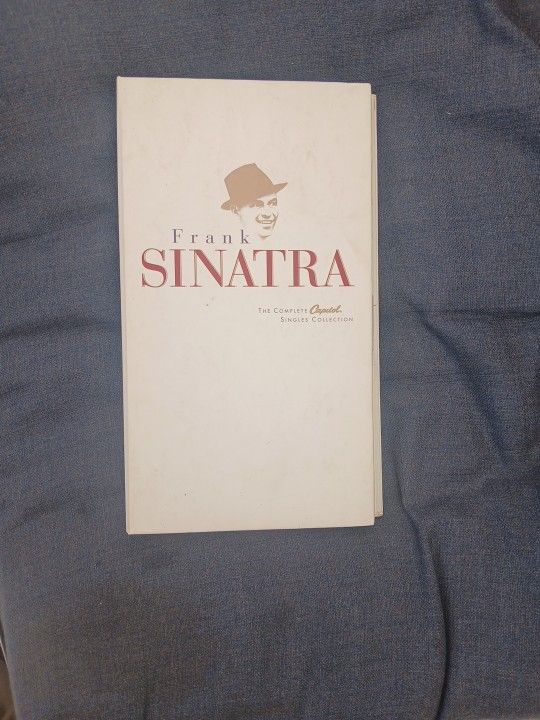 Frank
SINATRA
THE COMPLETE Capitol
SINGLES COLLECTION